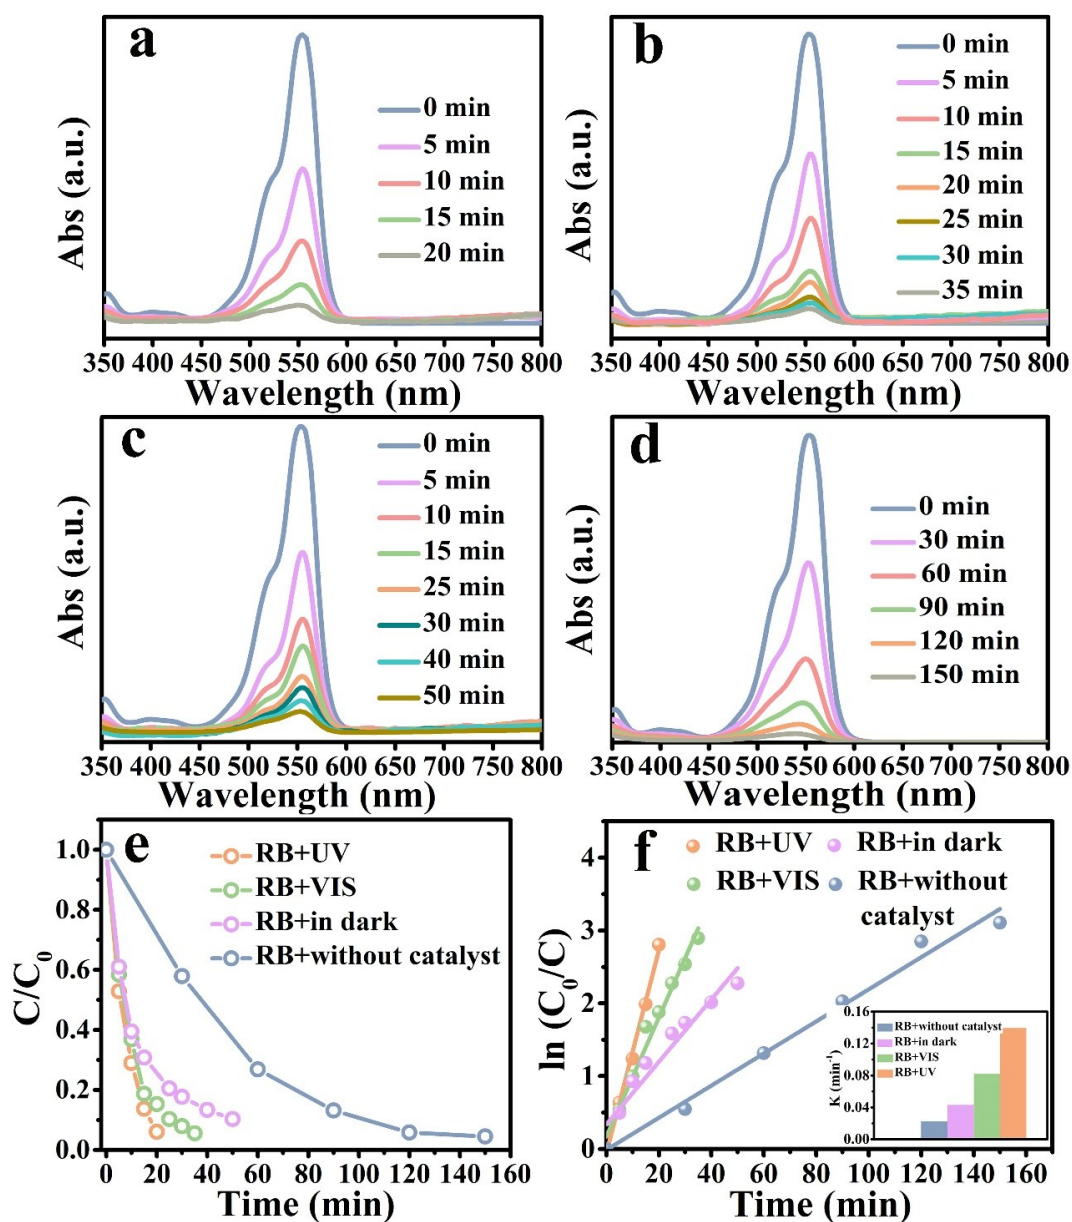 a
0 min
5 min
10 min
15 min
20 min
Abs (a.u.)
350 400 450 500 550 600 650 700 750 800
Wavelength (nm)
b
0 min
5 min
10 min
15 min
20 min
25 min
30 min
35 min
Abs (a.u.)
350 400 450 500 550 600 650 700 750 800
Wavelength (nm)
c
0 min
5 min
10 min
15 min
25 min
30 min
40 min
50 min
Abs (a.u.)
350 400 450 500 550 600 650 700 750 800
Wavelength (nm)
d
0 min
30 min
60 min
90 min
120 min
150 min
Abs (a.u.)
350 400 450 500 550 600 650 700 750 800
Wavelength (nm)
e
RB+UV
RB+VIS
RB+in dark
RB+without catalyst
C/C₀
1.0
0.8
0.6
0.4
0.2
0.0
0 20 40 60 80 100 120 140 160
Time (min)
f
RB+UV
RB+in dark
RB+VIS
RB+without
catalyst
ln (C₀/C)
4
3
2
1
0
0 20 40 60 80 100 120 140 160
Time (min)
K (min⁻¹)
0.16
0.12
0.08
0.04
0.00
RB+without catalyst
RB+in dark
RB+VIS
RB+UV